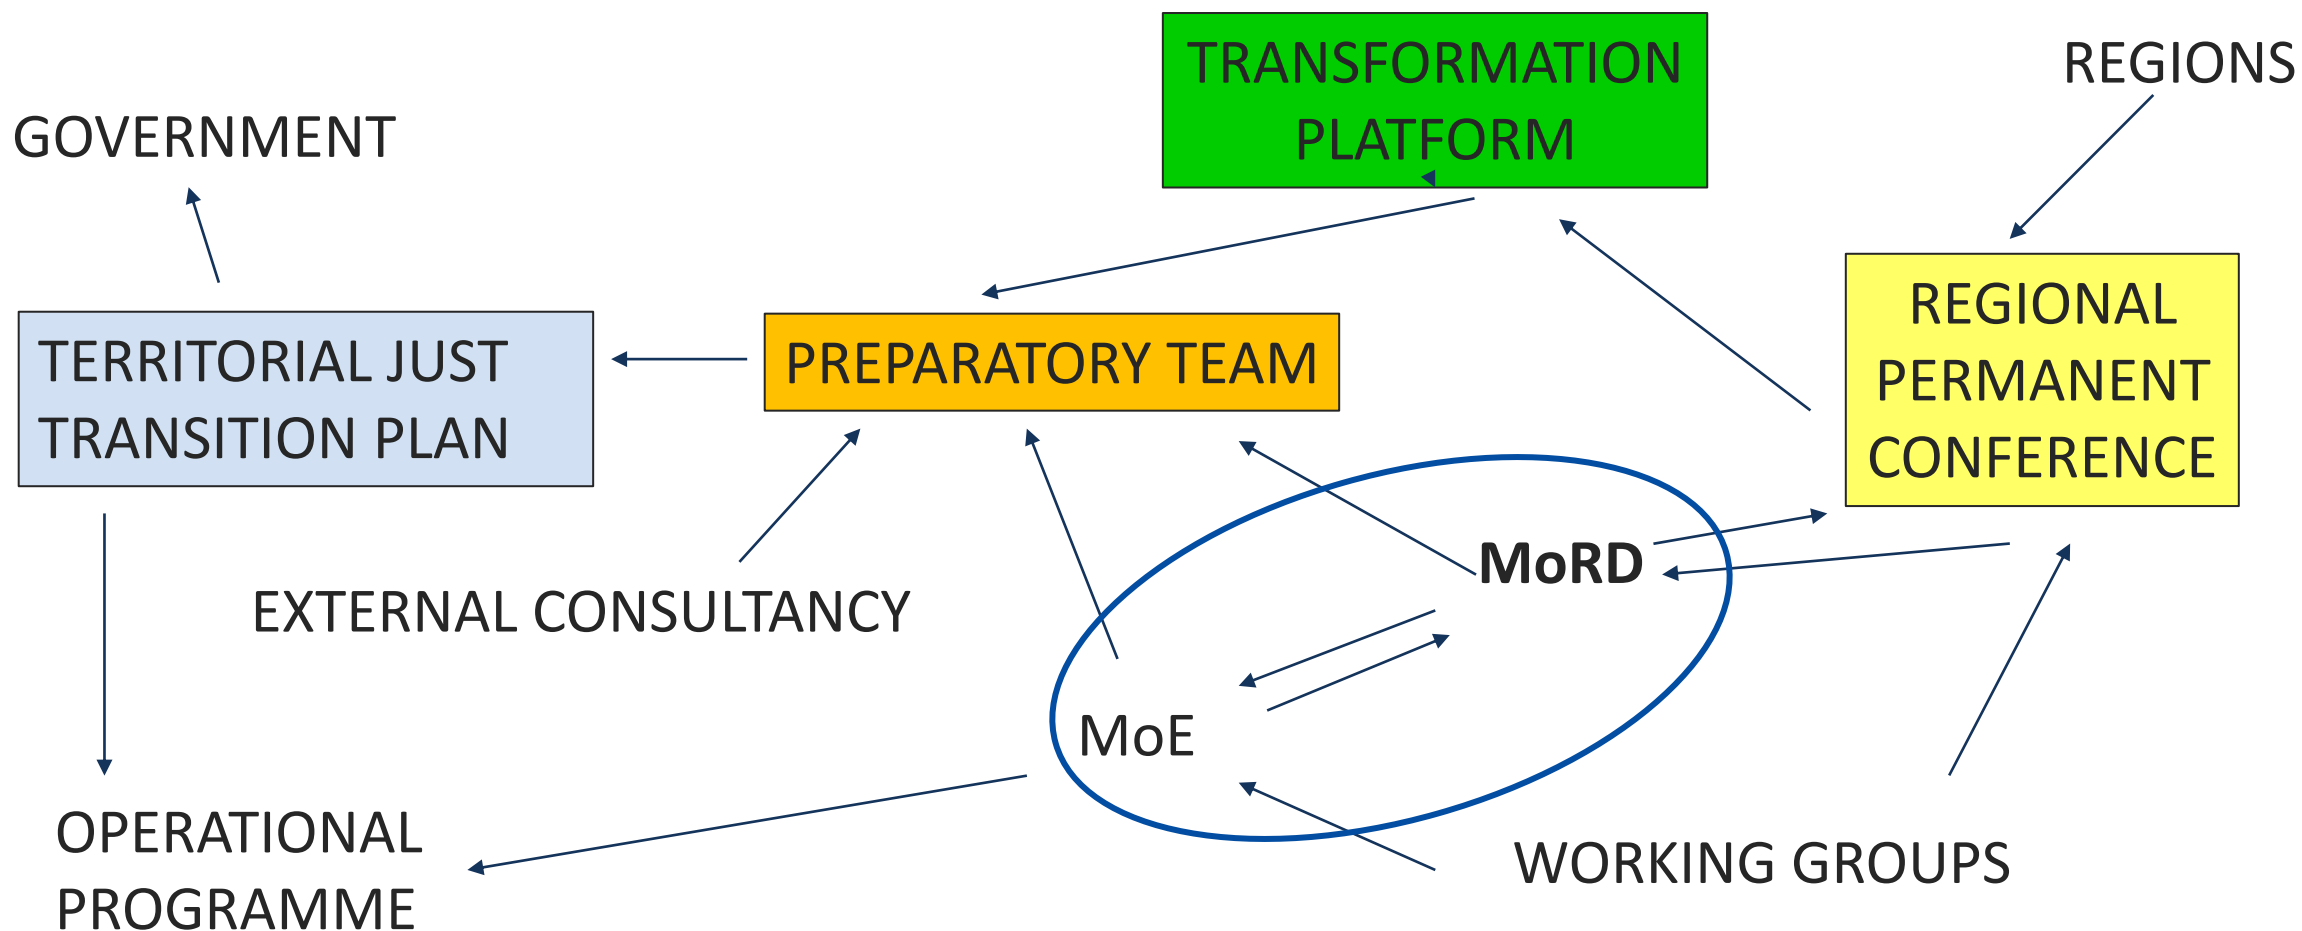 TRANSFORMATION
PLATFORM
REGIONS
GOVERNMENT
REGIONAL
PERMANENT
CONFERENCE
TERRITORIAL JUST
TRANSITION PLAN
PREPARATORY TEAM
MoRD
EXTERNAL CONSULTANCY
MoE
OPERATIONAL
PROGRAMME
WORKING GROUPS